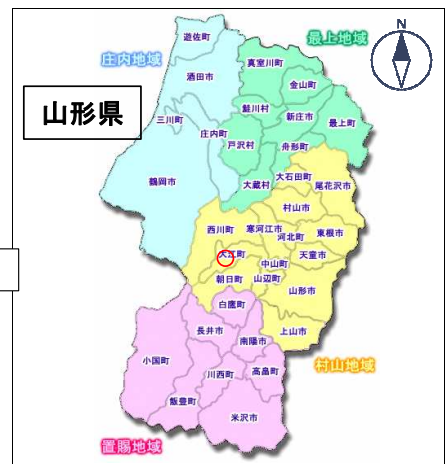 N
遊佐町
最上地域
庄内地域
真室川町
酒田市
金山町
山形県
鮭川村
新庄市
三川町
最上町
庄内町
戸沢村
舟形町
鶴岡市
大蔵村
大石田町
尾花沢市
村山市
西川町
寒河江市
東根市
河北町
大江町
天童市
中山町
朝日町
山辺町
山形市
白鷹町
長井市
上山市
南陽市
小国町
村山地域
川西町
高畠町
飯豊町
米沢市
置賜地域